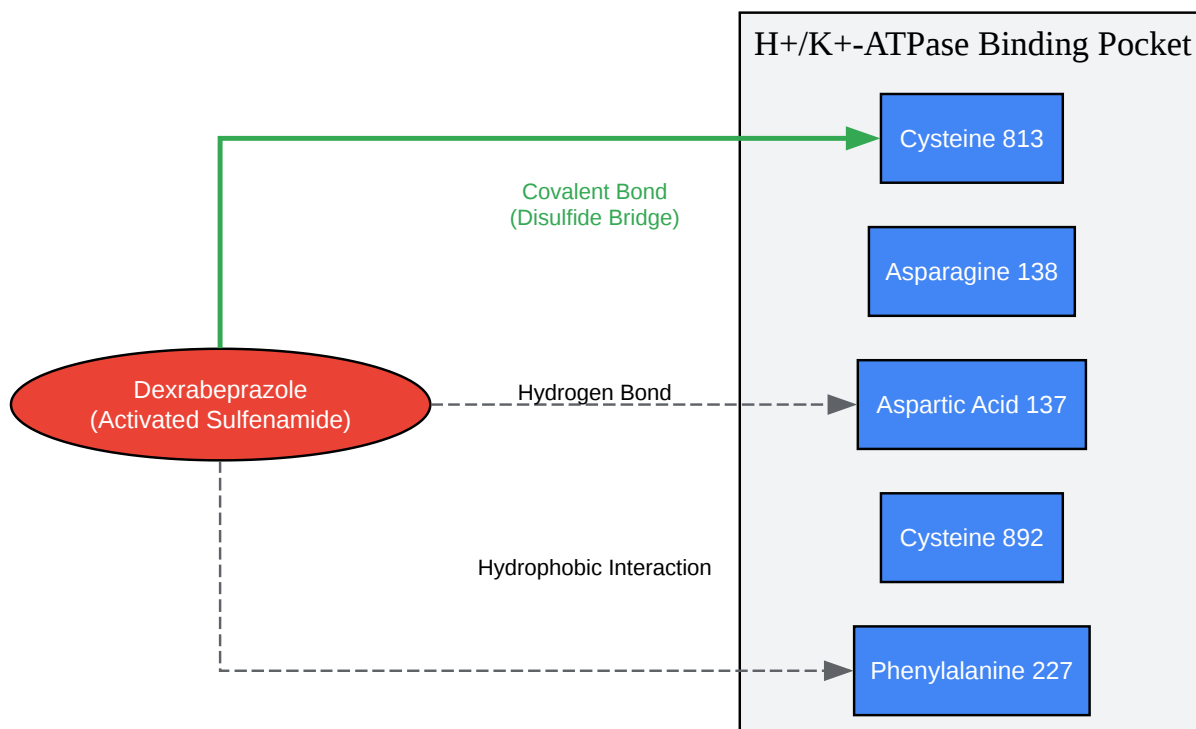 H+/K+-ATPase Binding Pocket
Cysteine 813
Covalent Bond
(Disulfide Bridge)
Asparagine 138
Dexrabeprazole
(Activated Sulfenamide)
Hydrogen Bond
Aspartic Acid 137
Cysteine 892
Hydrophobic Interaction
Phenylalanine 227